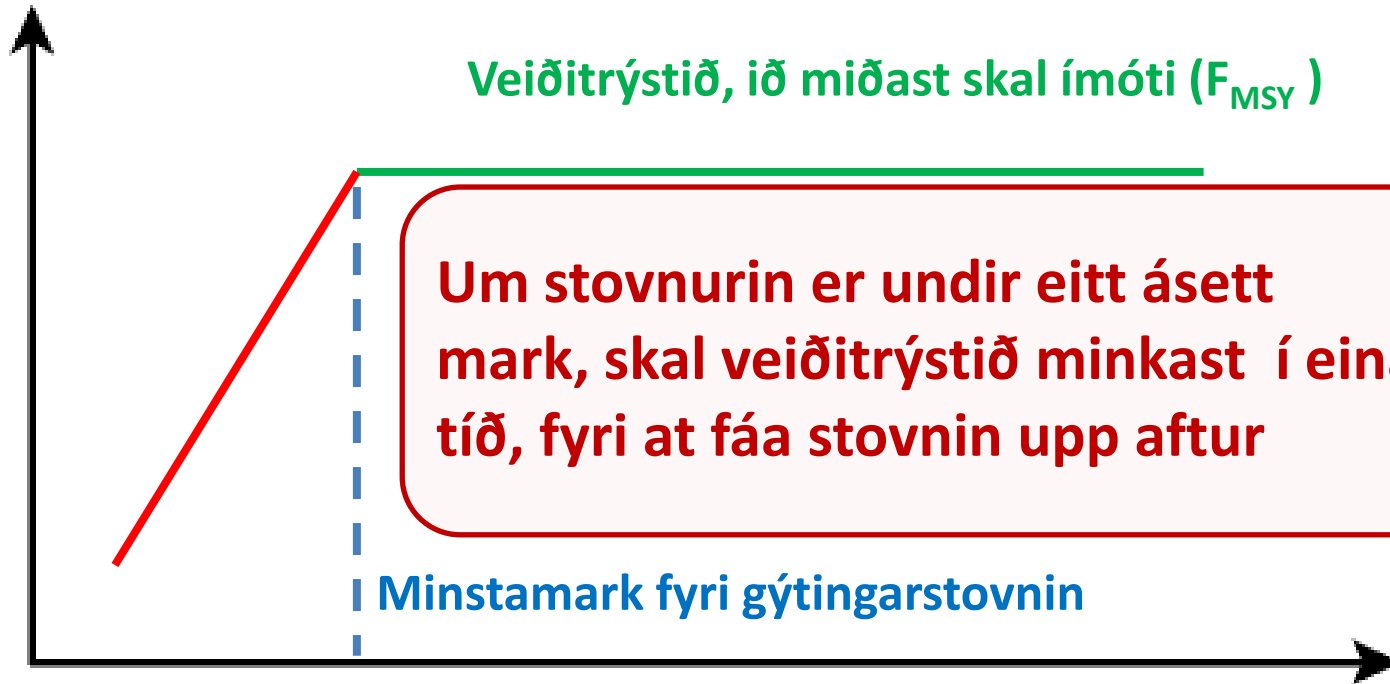 Veiðitrýstið, ið miðast skal ímóti (FMSY )
Um stovnurin er undir eitt ásett
mark, skal veiðitrýstið minkast í
tíð, fyri at fáa stovnin upp aftur
Minstamark fyri gýtingarstovnin